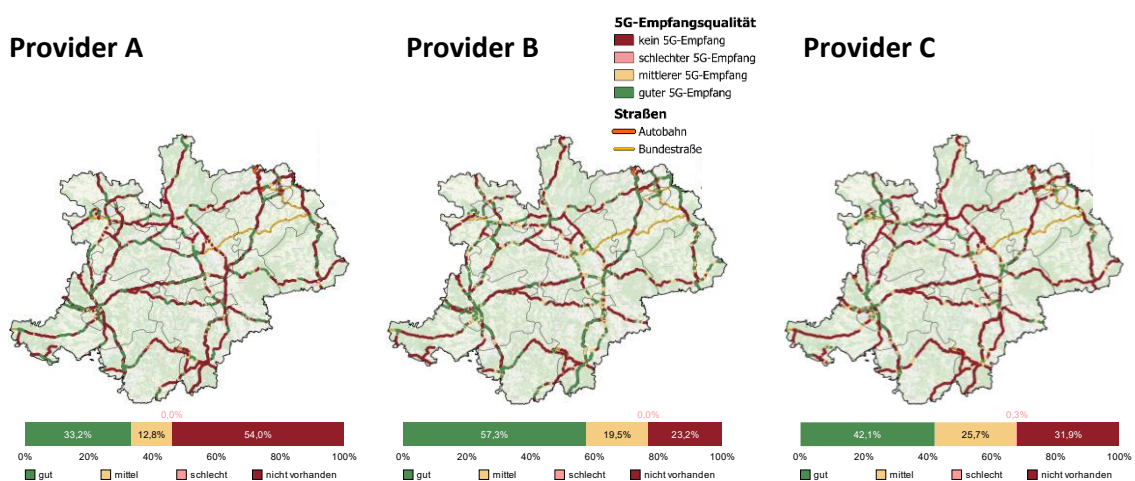 5G-Empfangsqualität
kein 5G-Empfang
schlechter 5G-Empfang
mittlerer 5G-Empfang
guter 5G-Empfang
Straßen
Autobahn
Bundestraße
Provider A
Provider B
Provider C
0,0%
33,2% 12,8% 54,0%
0% 20% 40% 60% 80% 100%
gut mittel schlecht nicht vorhanden
0,0%
57,3% 19,5% 23,2%
0% 20% 40% 60% 80% 100%
gut mittel schlecht nicht vorhanden
0,3%
42,1% 25,7% 31,9%
0% 20% 40% 60% 80% 100%
gut mittel schlecht nicht vorhanden